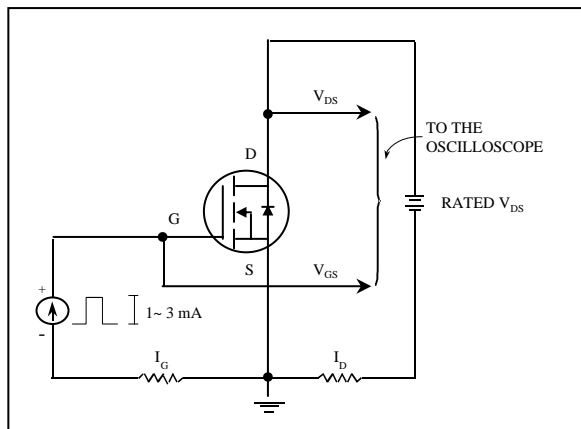 V_DS
TO THE
OSCILLOSCOPE
D
RATED V_DS
G
S
V_GS
+
1~ 3 mA
-
I_G
I_D